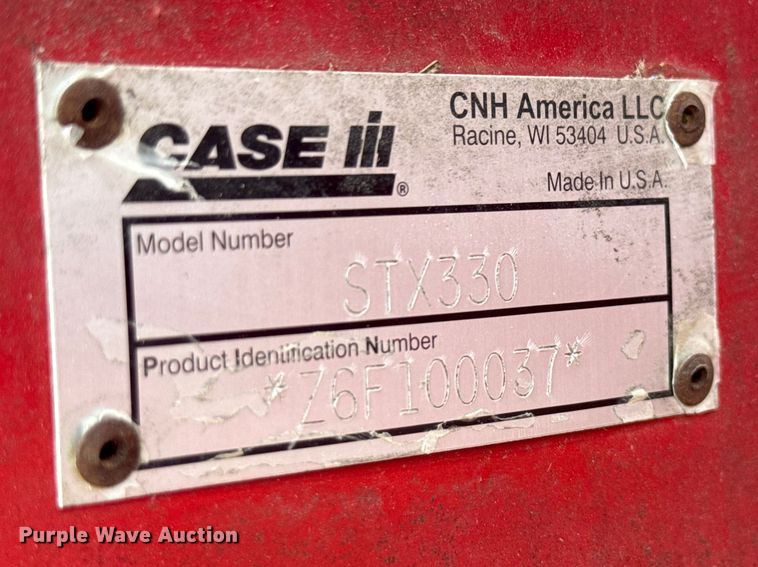 CASE IH ®
CNH America LLC
Racine, WI 53404 U.S.A.
Made In U.S.A.
Model Number
STX330
Product Identification Number
*Z6F100037*
Purple Wave Auction®